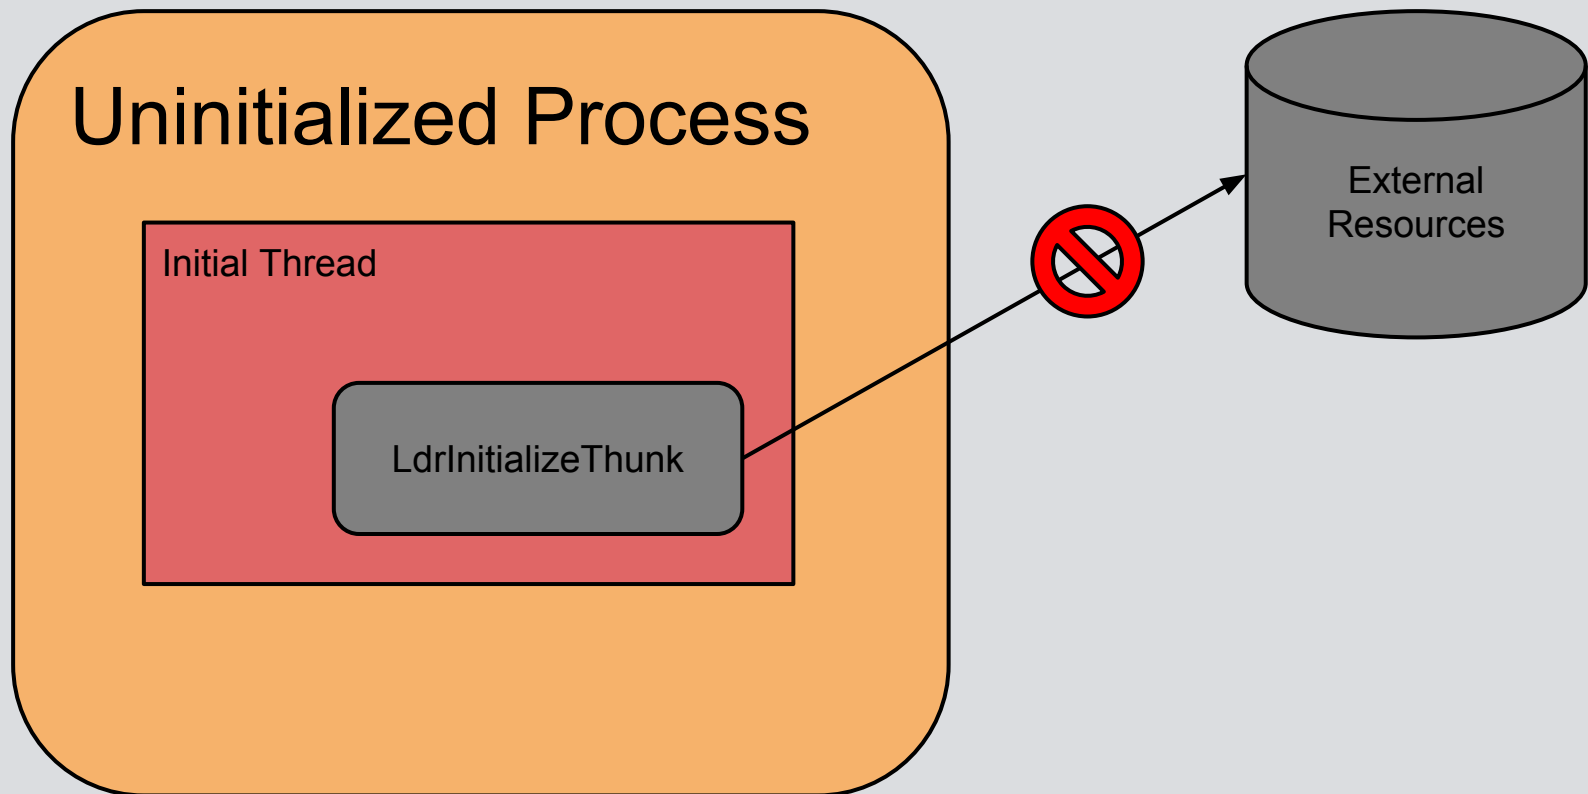 Uninitialized Process
Initial Thread
LdrInitializeThunk
External
Resources